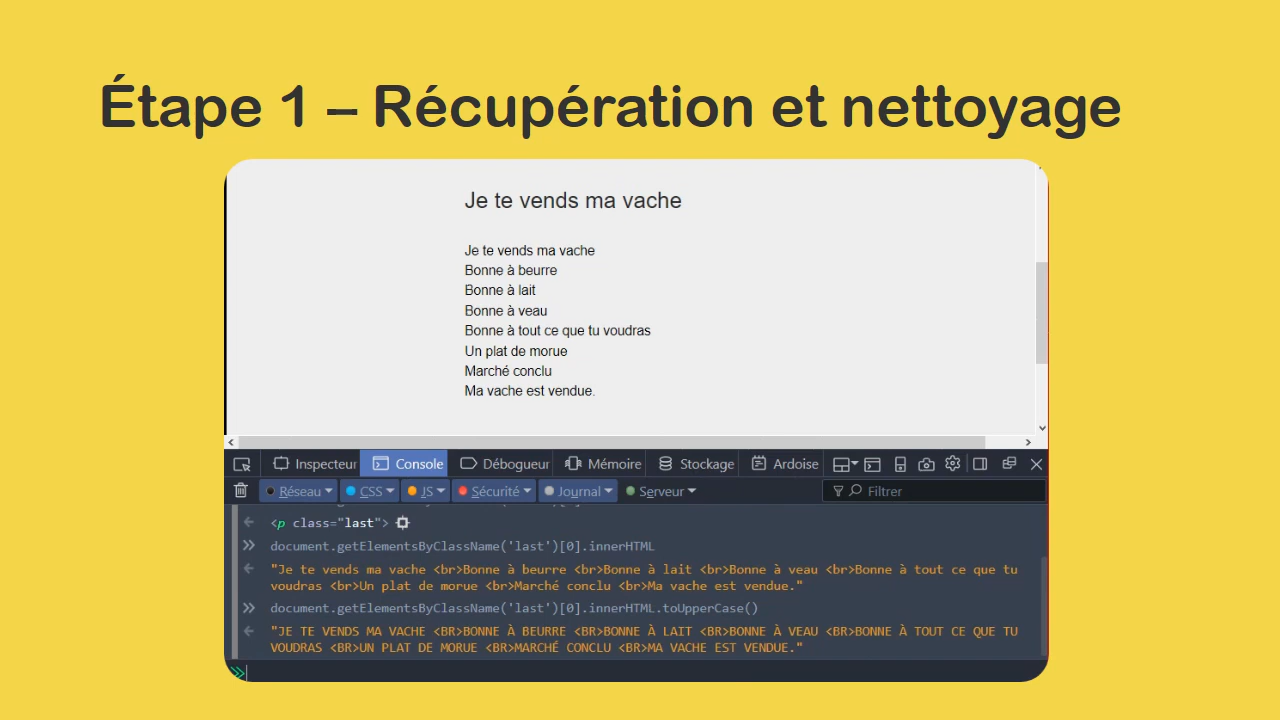 Étape 1 – Récupération et nettoyage
Je te vends ma vache
Je te vends ma vache
Bonne à beurre
Bonne à lait
Bonne à veau
Bonne à tout ce que tu voudras
Un plat de morue
Marché conclu
Ma vache est vendue.
Inspecteur Console Débogueur Mémoire Stockage Ardoise
Réseau CSS JS Sécurité Journal Serveur Filtrer
<p class="last">
document.getElementsByClassName('last')[0].innerHTML
"Je te vends ma vache <br>Bonne à beurre <br>Bonne à lait <br>Bonne à veau <br>Bonne à tout ce que tu
voudras <br>Un plat de morue <br>Marché conclu <br>Ma vache est vendue."
document.getElementsByClassName('last')[0].innerHTML.toUpperCase()
"JE TE VENDS MA VACHE <BR>BONNE À BEURRE <BR>BONNE À LAIT <BR>BONNE À VEAU <BR>BONNE À TOUT CE QUE TU
VOUDRAS <BR>UN PLAT DE MORUE <BR>MARCHÉ CONCLU <BR>MA VACHE EST VENDUE."